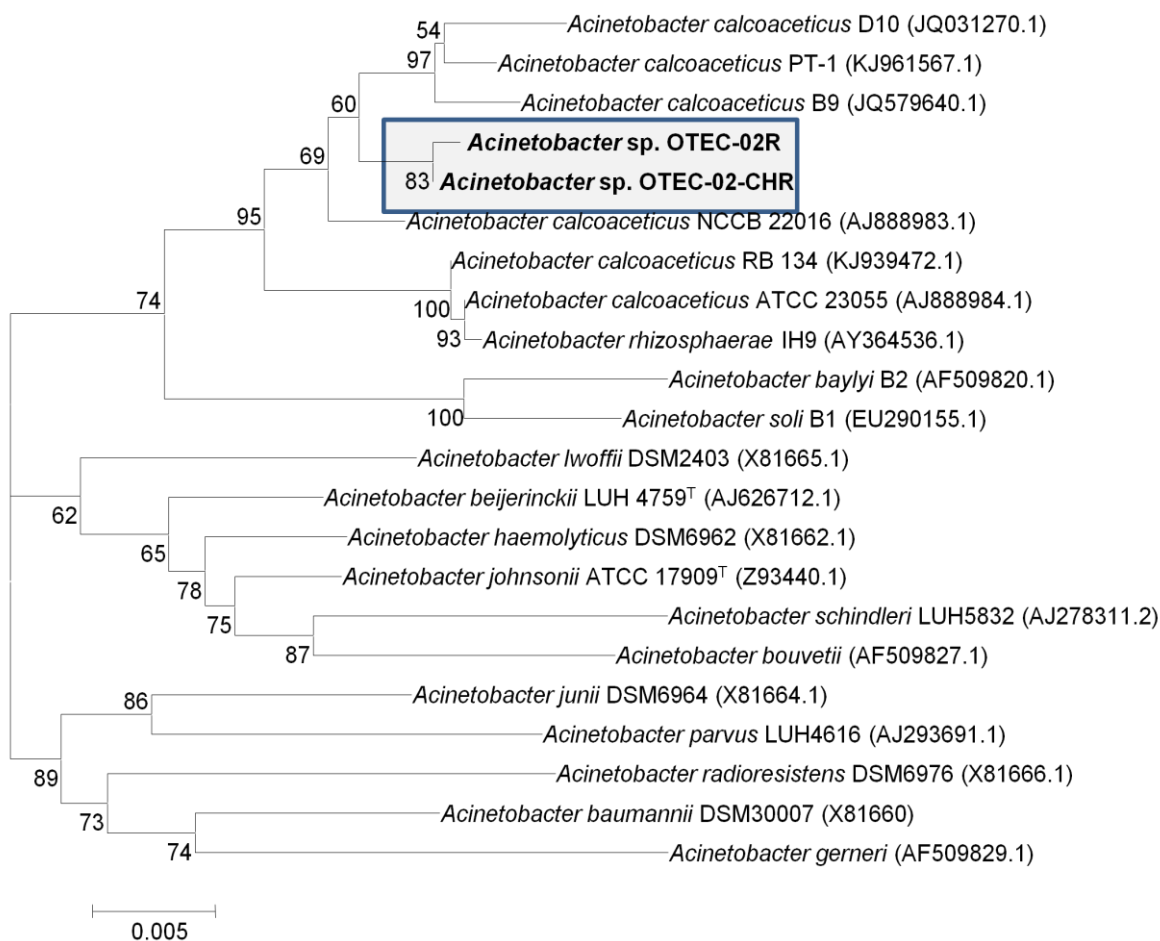 54
Acinetobacter calcoaceticus D10 (JQ031270.1)
97
Acinetobacter calcoaceticus PT-1 (KJ961567.1)
60
Acinetobacter calcoaceticus B9 (JQ579640.1)
69
Acinetobacter sp. OTEC-02R
83
Acinetobacter sp. OTEC-02-CHR
95
Acinetobacter calcoaceticus NCCB 22016 (AJ888983.1)
Acinetobacter calcoaceticus RB 134 (KJ939472.1)
74
100
Acinetobacter calcoaceticus ATCC 23055 (AJ888984.1)
93
Acinetobacter rhizosphaerae IH9 (AY364536.1)
Acinetobacter baylyi B2 (AF509820.1)
100
Acinetobacter soli B1 (EU290155.1)
Acinetobacter lwoffii DSM2403 (X81665.1)
62
Acinetobacter beijerinckii LUH 4759ᵀ (AJ626712.1)
65
Acinetobacter haemolyticus DSM6962 (X81662.1)
78
Acinetobacter johnsonii ATCC 17909ᵀ (Z93440.1)
75
Acinetobacter schindleri LUH5832 (AJ278311.2)
87
Acinetobacter bouvetii (AF509827.1)
86
Acinetobacter junii DSM6964 (X81664.1)
Acinetobacter parvus LUH4616 (AJ293691.1)
89
Acinetobacter radioresistens DSM6976 (X81666.1)
73
Acinetobacter baumannii DSM30007 (X81660)
74
Acinetobacter gerneri (AF509829.1)
0.005